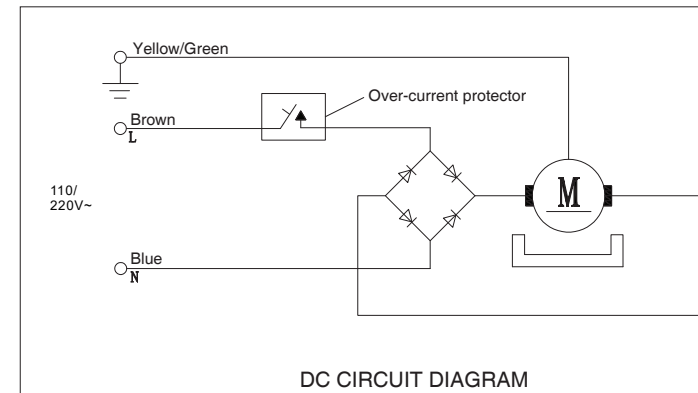 Yellow/Green
Over-current protector
Brown
L
110/
220V~
M
Blue
N
DC CIRCUIT DIAGRAM